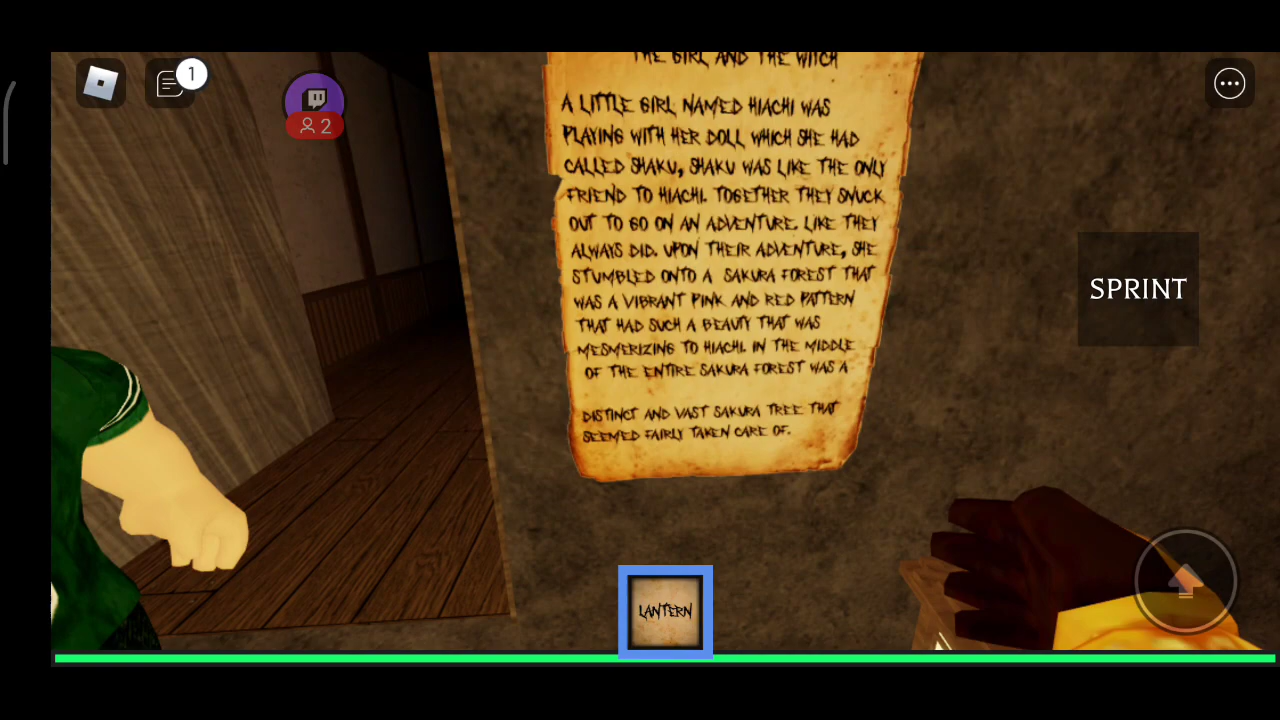 1
2
THE GIRL AND THE WITCH
A LITTLE GIRL NAMED HIACHI WAS
PLAYING WITH HER DOLL WHICH SHE HAD
CALLED SHAKU, SHAKU WAS LIKE THE ONLY
FRIEND TO HIACHI. TOGETHER THEY SNUCK
OUT TO GO ON AN ADVENTURE. LIKE THEY
ALWAYS DID. UPON THEIR ADVENTURE, SHE
STUMBLED ONTO A SAKURA FOREST THAT
WAS A VIBRANT PINK AND RED PATTERN
THAT HAD SUCH A BEAUTY THAT WAS
MESMERIZING TO HIACHI. IN THE MIDDLE
OF THE ENTIRE SAKURA FOREST WAS A
DISTINCT AND VAST SAKURA TREE THAT
SEEMED FAIRLY TAKEN CARE OF.
SPRINT
LANTERN